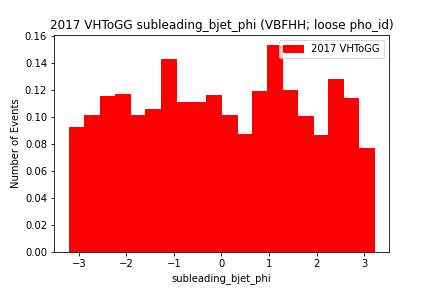 2017 VHToGG subleading_bjet_phi (VBFHH; loose pho_id)
2017 VHToGG
Number of Events
0.16
0.14
0.12
0.10
0.08
0.06
0.04
0.02
0.00
−3 −2 −1 0 1 2 3
subleading_bjet_phi